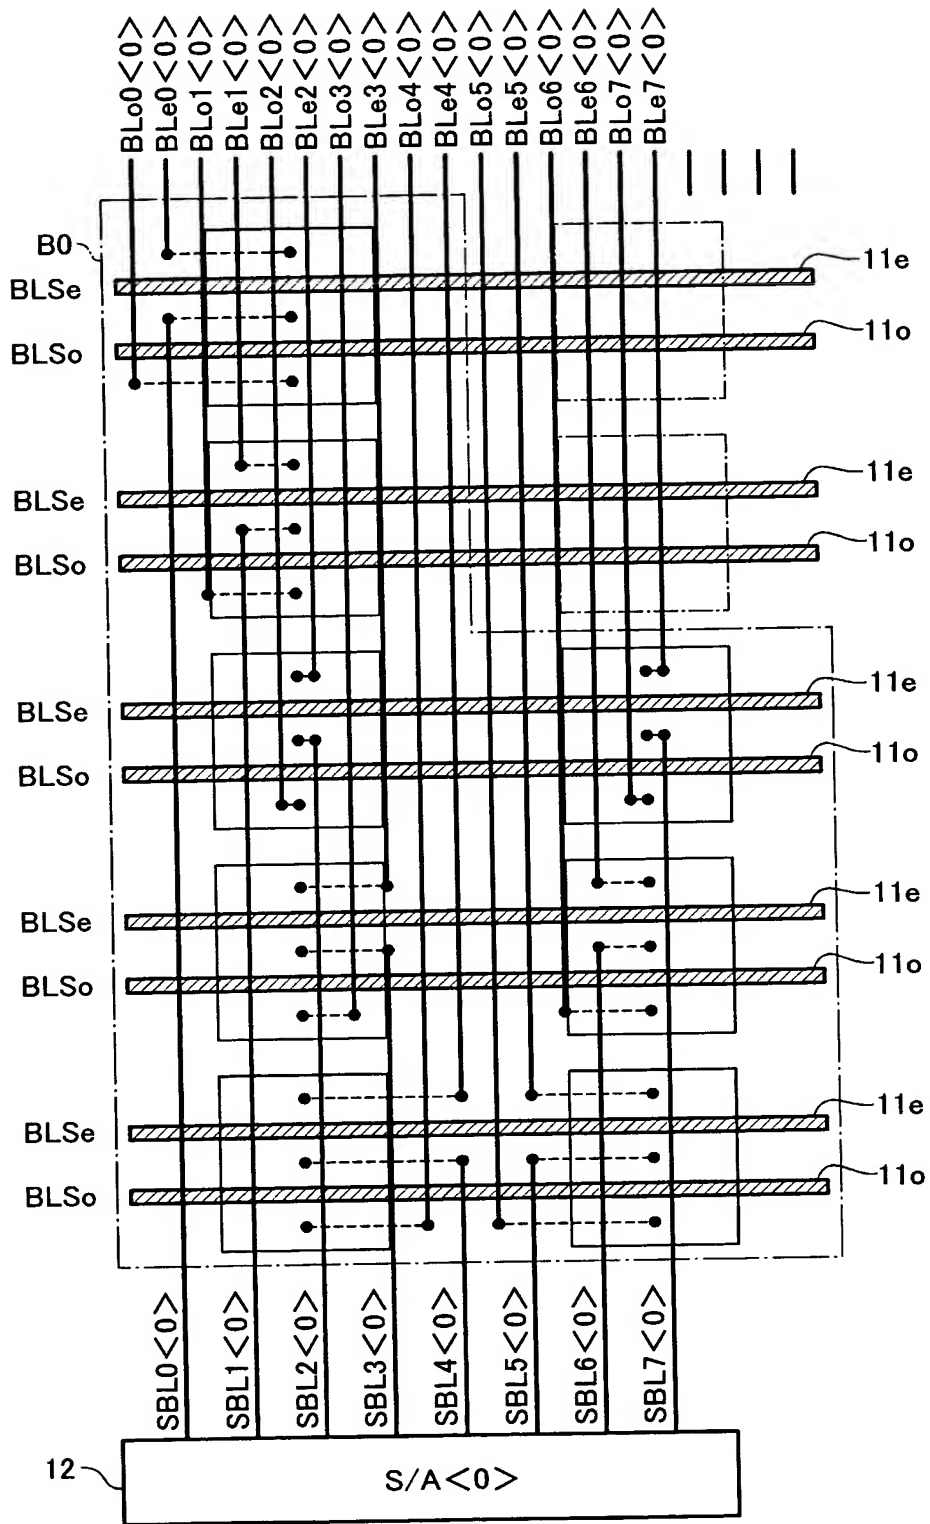 BLo0<0>
BLe0<0>
BLo1<0>
BLe1<0>
BLo2<0>
BLe2<0>
BLo3<0>
BLe3<0>
BLo4<0>
BLe4<0>
BLo5<0>
BLe5<0>
BLo6<0>
BLe6<0>
BLo7<0>
BLe7<0>
B0
BLSe
11e
BLSo
11o
BLSe
11e
BLSo
11o
BLSe
11e
BLSo
11o
BLSe
11e
BLSo
11o
BLSe
11e
BLSo
11o
SBL0<0>
SBL1<0>
SBL2<0>
SBL3<0>
SBL4<0>
SBL5<0>
SBL6<0>
SBL7<0>
12
S/A<0>